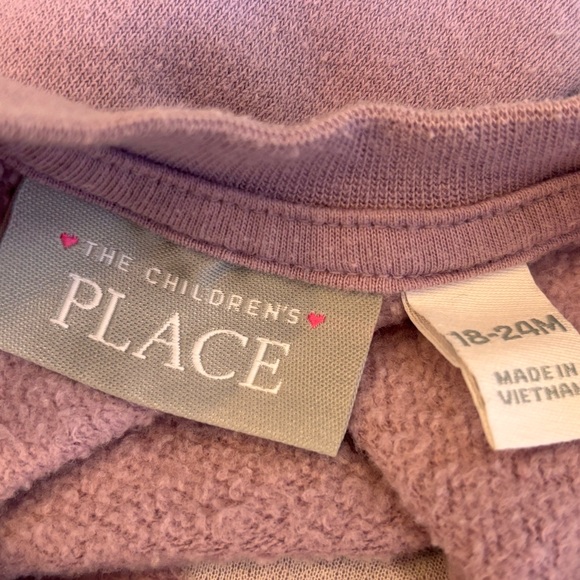 THE CHILDREN'S
PLACE
18-24M
MADE IN
VIETNAM